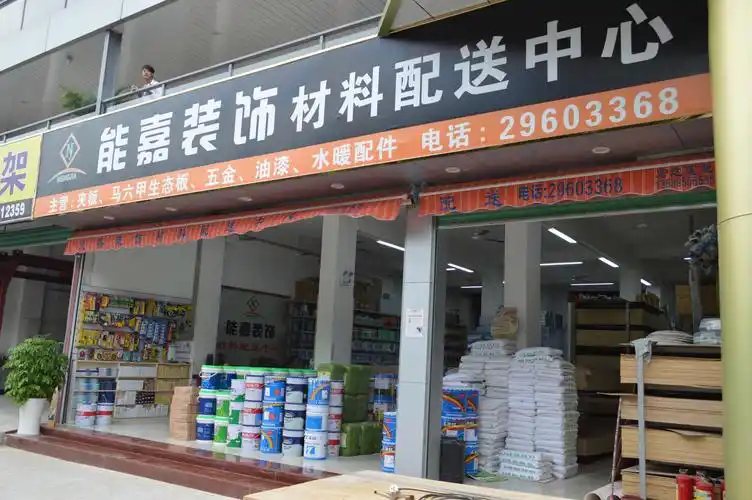 能嘉装饰材料配送中心
主营:夹板、马六甲生态板、五金、油漆、水暖配件 电话:29603368
架
12359
电话:29603368
能嘉装饰